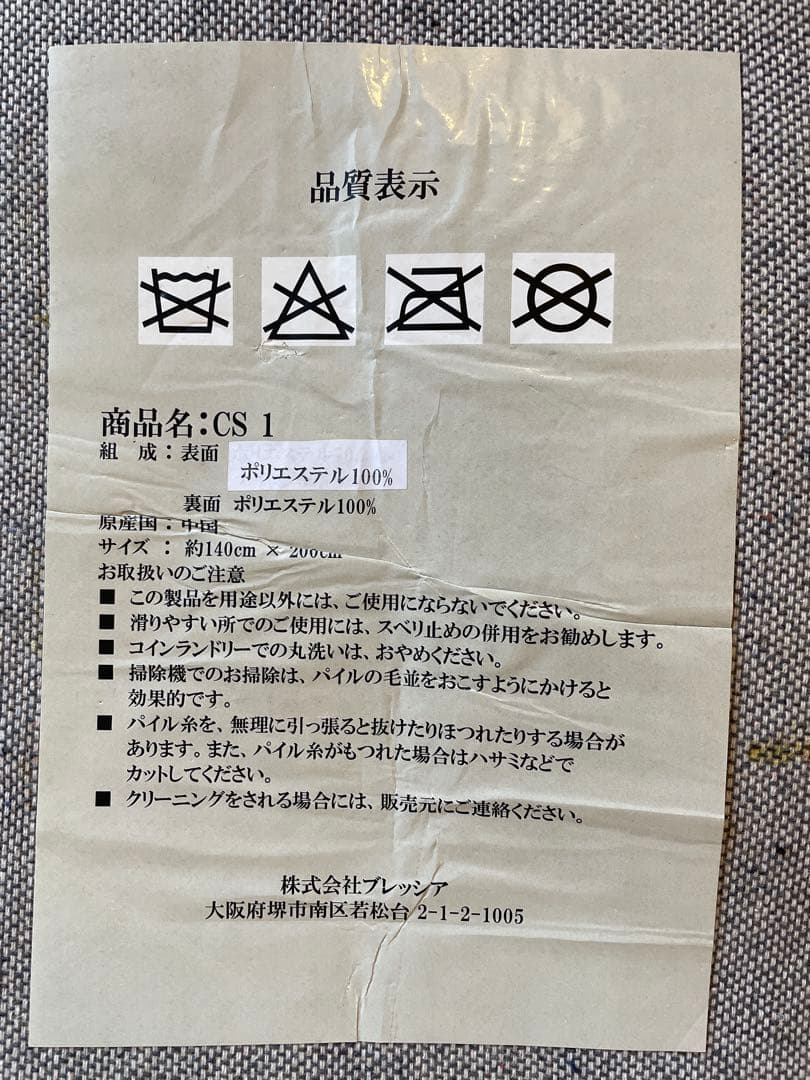 品質表示
商品名：CS 1
組　成：表面
ポリエステル100%
裏面 ポリエステル100%
原産国：中国
サイズ ： 約140cm × 200cm
お取扱いのご注意
■ この製品を用途以外には、ご使用にならないでください。
■ 滑りやすい所でのご使用には、スベリ止めの併用をお勧めします。
■ コインランドリーでの丸洗いは、おやめください。
■ 掃除機でのお掃除は、パイルの毛並をおこすようにかけると
効果的です。
■ パイル糸を、無理に引っ張ると抜けたりほつれたりする場合が
あります。また、パイル糸がもつれた場合はハサミなどで
カットしてください。
■ クリーニングをされる場合には、販売元にご連絡ください。
株式会社ブレッシア
大阪府堺市南区若松台 2-1-2-1005